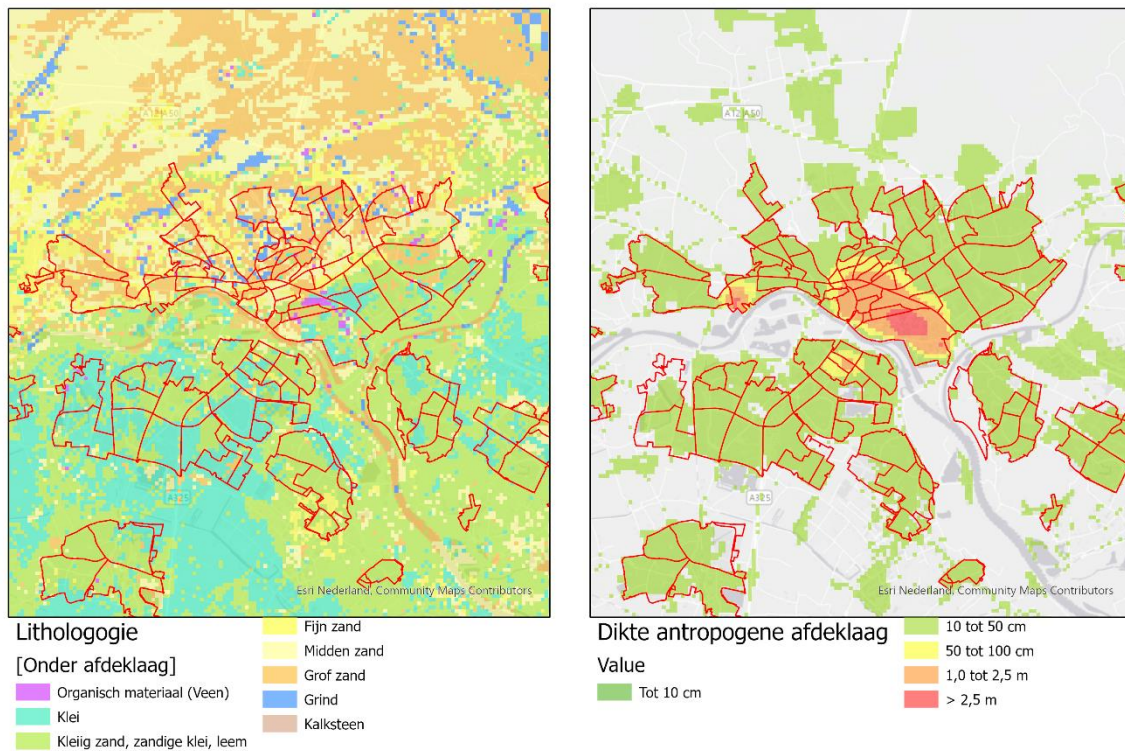 A12 A50
A325
Esri Nederland, Community Maps Contributors
Lithologogie
[Onder afdeklaag]
Organisch materiaal (Veen)
Klei
Kleiig zand, zandige klei, leem
Fijn zand
Midden zand
Grof zand
Grind
Kalksteen
A12 A50
A325
Esri Nederland, Community Maps Contributors
Dikte antropogene afdeklaag
Value
Tot 10 cm
10 tot 50 cm
50 tot 100 cm
1,0 tot 2,5 m
> 2,5 m